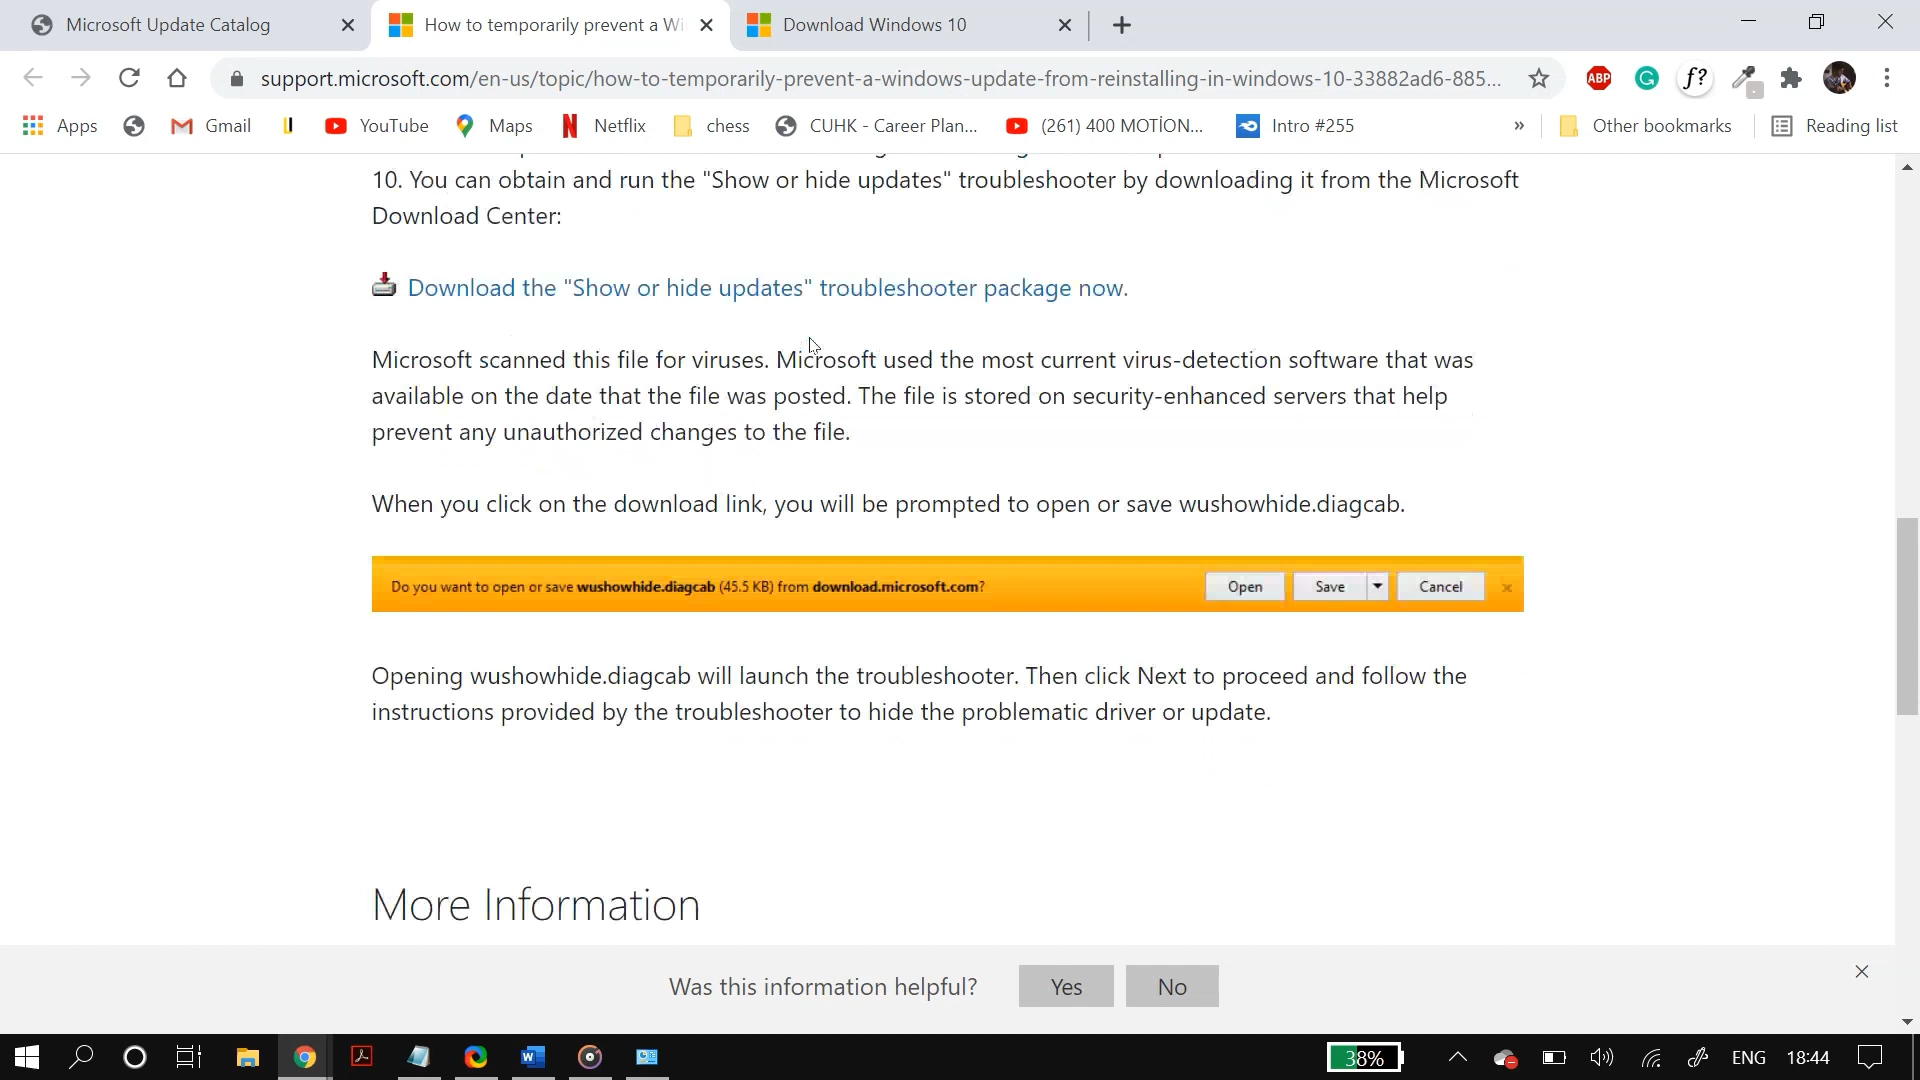 Microsoft Update Catalog
How to temporarily prevent a Wi
Download Windows 10
support.microsoft.com/en-us/topic/how-to-temporarily-prevent-a-windows-update-from-reinstalling-in-windows-10-33882ad6-885...
ABP
f?
Apps
Gmail
YouTube
Maps
Netflix
chess
CUHK - Career Plan...
(261) 400 MOTİON...
Intro #255
»
Other bookmarks
Reading list
10. You can obtain and run the "Show or hide updates" troubleshooter by downloading it from the Microsoft
Download Center:
Download the "Show or hide updates" troubleshooter package now.
Microsoft scanned this file for viruses. Microsoft used the most current virus-detection software that was
available on the date that the file was posted. The file is stored on security-enhanced servers that help
prevent any unauthorized changes to the file.
When you click on the download link, you will be prompted to open or save wushowhide.diagcab.
Do you want to open or save wushowhide.diagcab (45.5 KB) from download.microsoft.com?
Open
Save
Cancel
Opening wushowhide.diagcab will launch the troubleshooter. Then click Next to proceed and follow the
instructions provided by the troubleshooter to hide the problematic driver or update.
More Information
Was this information helpful?
Yes
No
38%
ENG
18:44